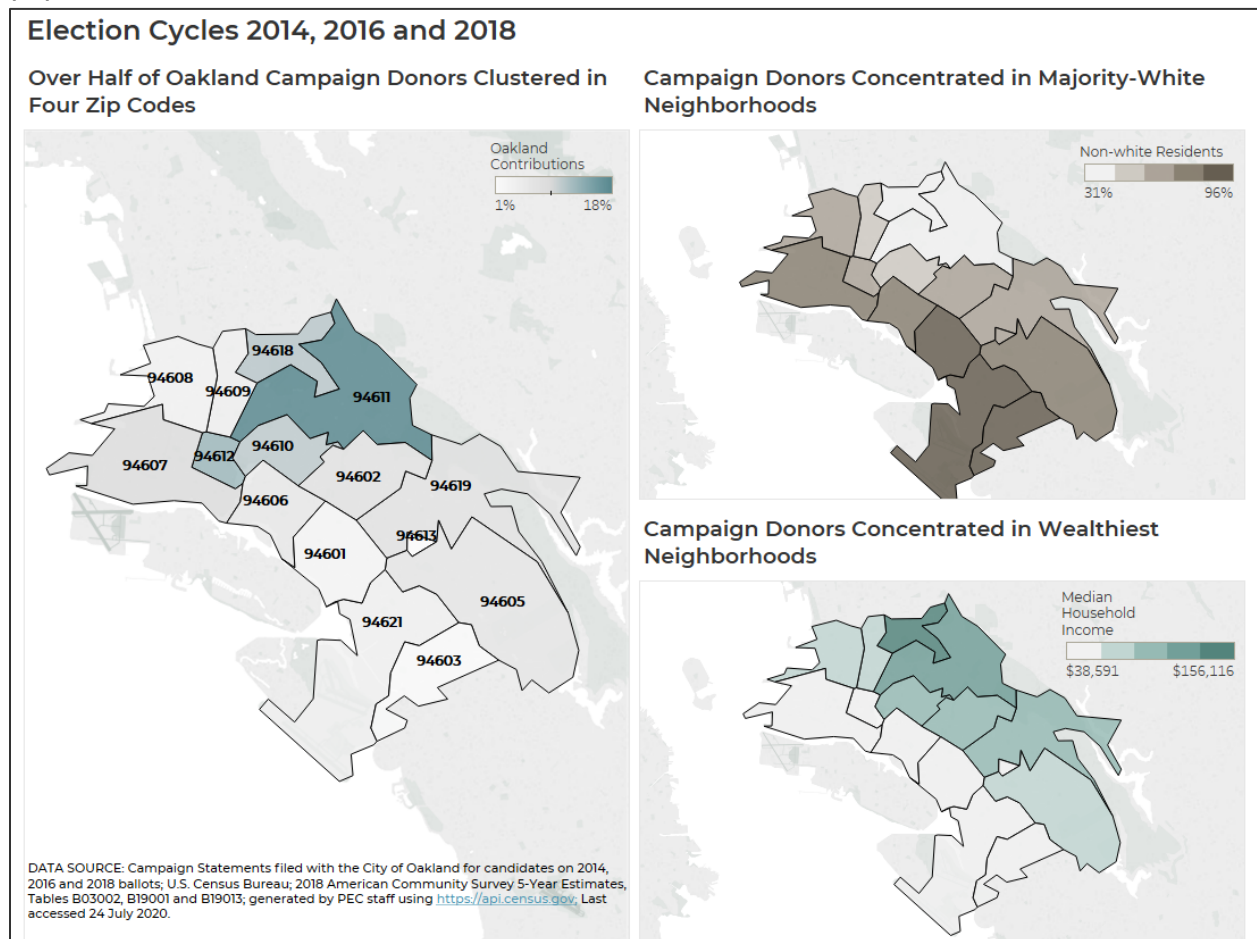 Election Cycles 2014, 2016 and 2018
Over Half of Oakland Campaign Donors Clustered in
Four Zip Codes
Oakland
Contributions
1%
18%
94618
94608
94609
94611
94610
94612
94607
94602
94619
94606
94613
94601
94605
94621
94603
DATA SOURCE: Campaign Statements filed with the City of Oakland for candidates on 2014,
2016 and 2018 ballots; U.S. Census Bureau; 2018 American Community Survey 5-Year Estimates,
Tables B03002, B19001 and B19013; generated by PEC staff using https://api.census.gov; Last
accessed 24 July 2020.
Campaign Donors Concentrated in Majority-White
Neighborhoods
Non-white Residents
31%
96%
Campaign Donors Concentrated in Wealthiest
Neighborhoods
Median
Household
Income
$38,591
$156,116